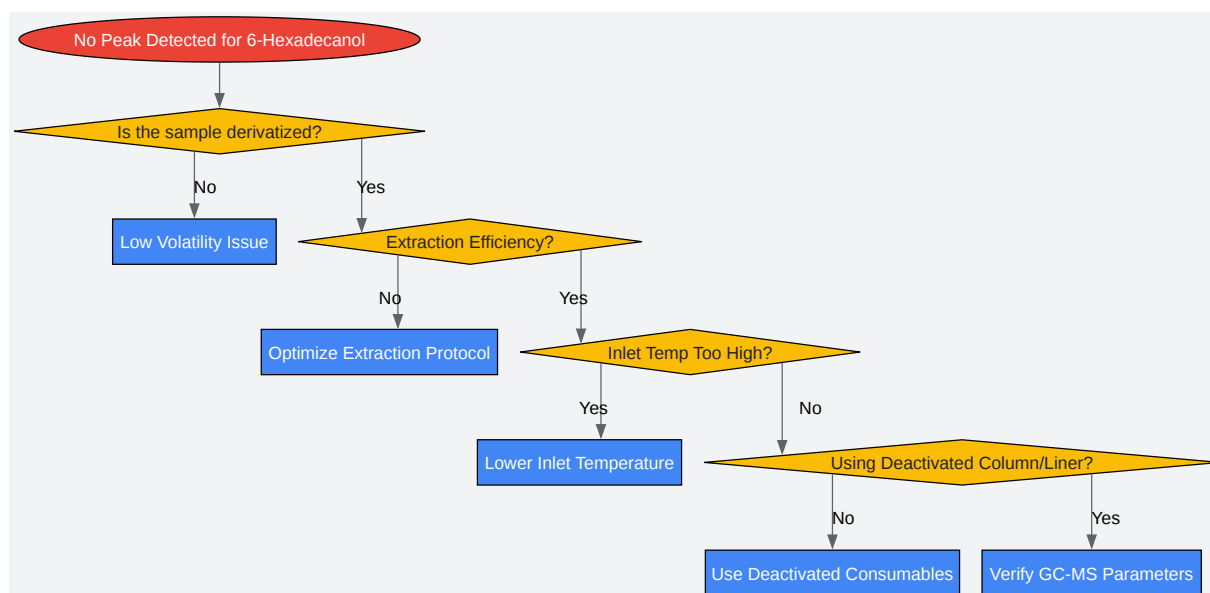 No Peak Detected for 6-Hexadecanol
Is the sample derivatized?
No
Yes
Low Volatility Issue
Extraction Efficiency?
No
Yes
Optimize Extraction Protocol
Inlet Temp Too High?
Yes
No
Lower Inlet Temperature
Using Deactivated Column/Liner?
No
Yes
Use Deactivated Consumables
Verify GC-MS Parameters